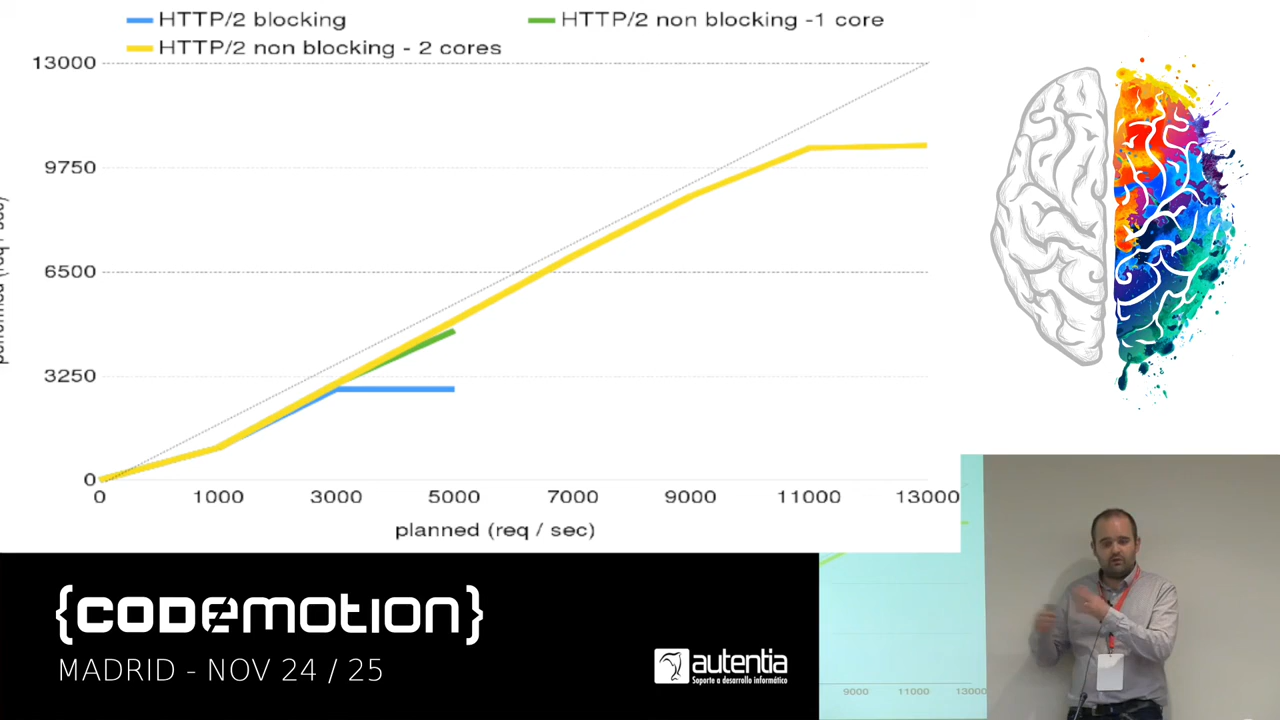 HTTP/2 blocking
HTTP/2 non blocking -1 core
HTTP/2 non blocking - 2 cores
13000
9750
6500
3250
0
0 1000 3000 5000 7000 9000 11000 13000
planned (req / sec)
{codemotion}
MADRID - NOV 24 / 25
autentia
Soporte a desarrollo informático
9000 11000 13000